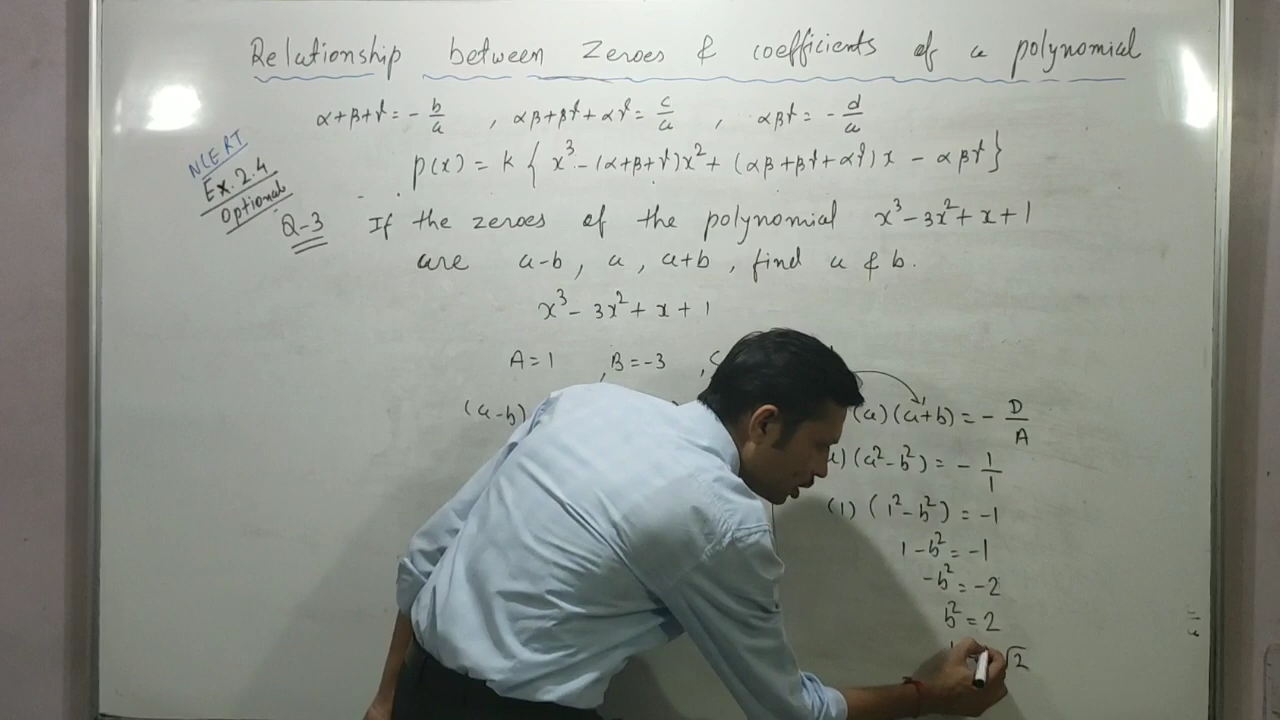 Relationship between Zeroes & coefficients of a polynomial
α+β+γ = - b/a , αβ+βγ+αγ = c/a , αβγ = - d/a
NCERT
Ex. 2.4
Optional
p(x) = k { x³ - (α+β+γ)x² + (αβ+βγ+αγ)x - αβγ }
Q-3 If the zeroes of the polynomial x³-3x²+x+1
are a-b, a, a+b, find a & b.
x³ - 3x² + x + 1
A = 1 , B = -3 , C
(a-b) (a)(a+b) = - D/A
(a²-b²) = - 1/1
(1) (1²-b²) = -1
1-b² = -1
-b² = -2
b² = 2
√2